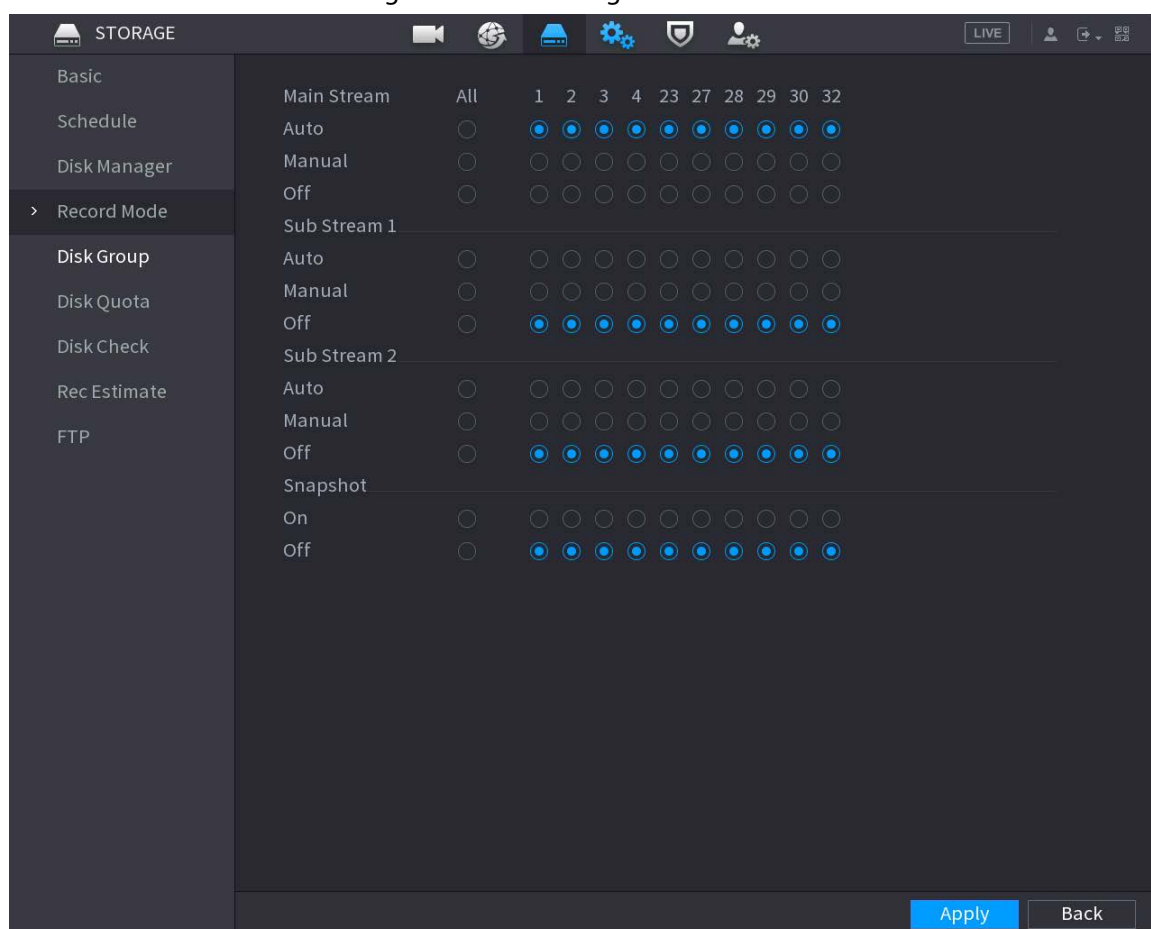 STORAGE LIVE
Basic
Schedule
Disk Manager
> Record Mode
Disk Group
Disk Quota
Disk Check
Rec Estimate
FTP
Main Stream All 1 2 3 4 23 27 28 29 30 32
Auto
Manual
Off
Sub Stream 1
Auto
Manual
Off
Sub Stream 2
Auto
Manual
Off
Snapshot
On
Off
Apply Back